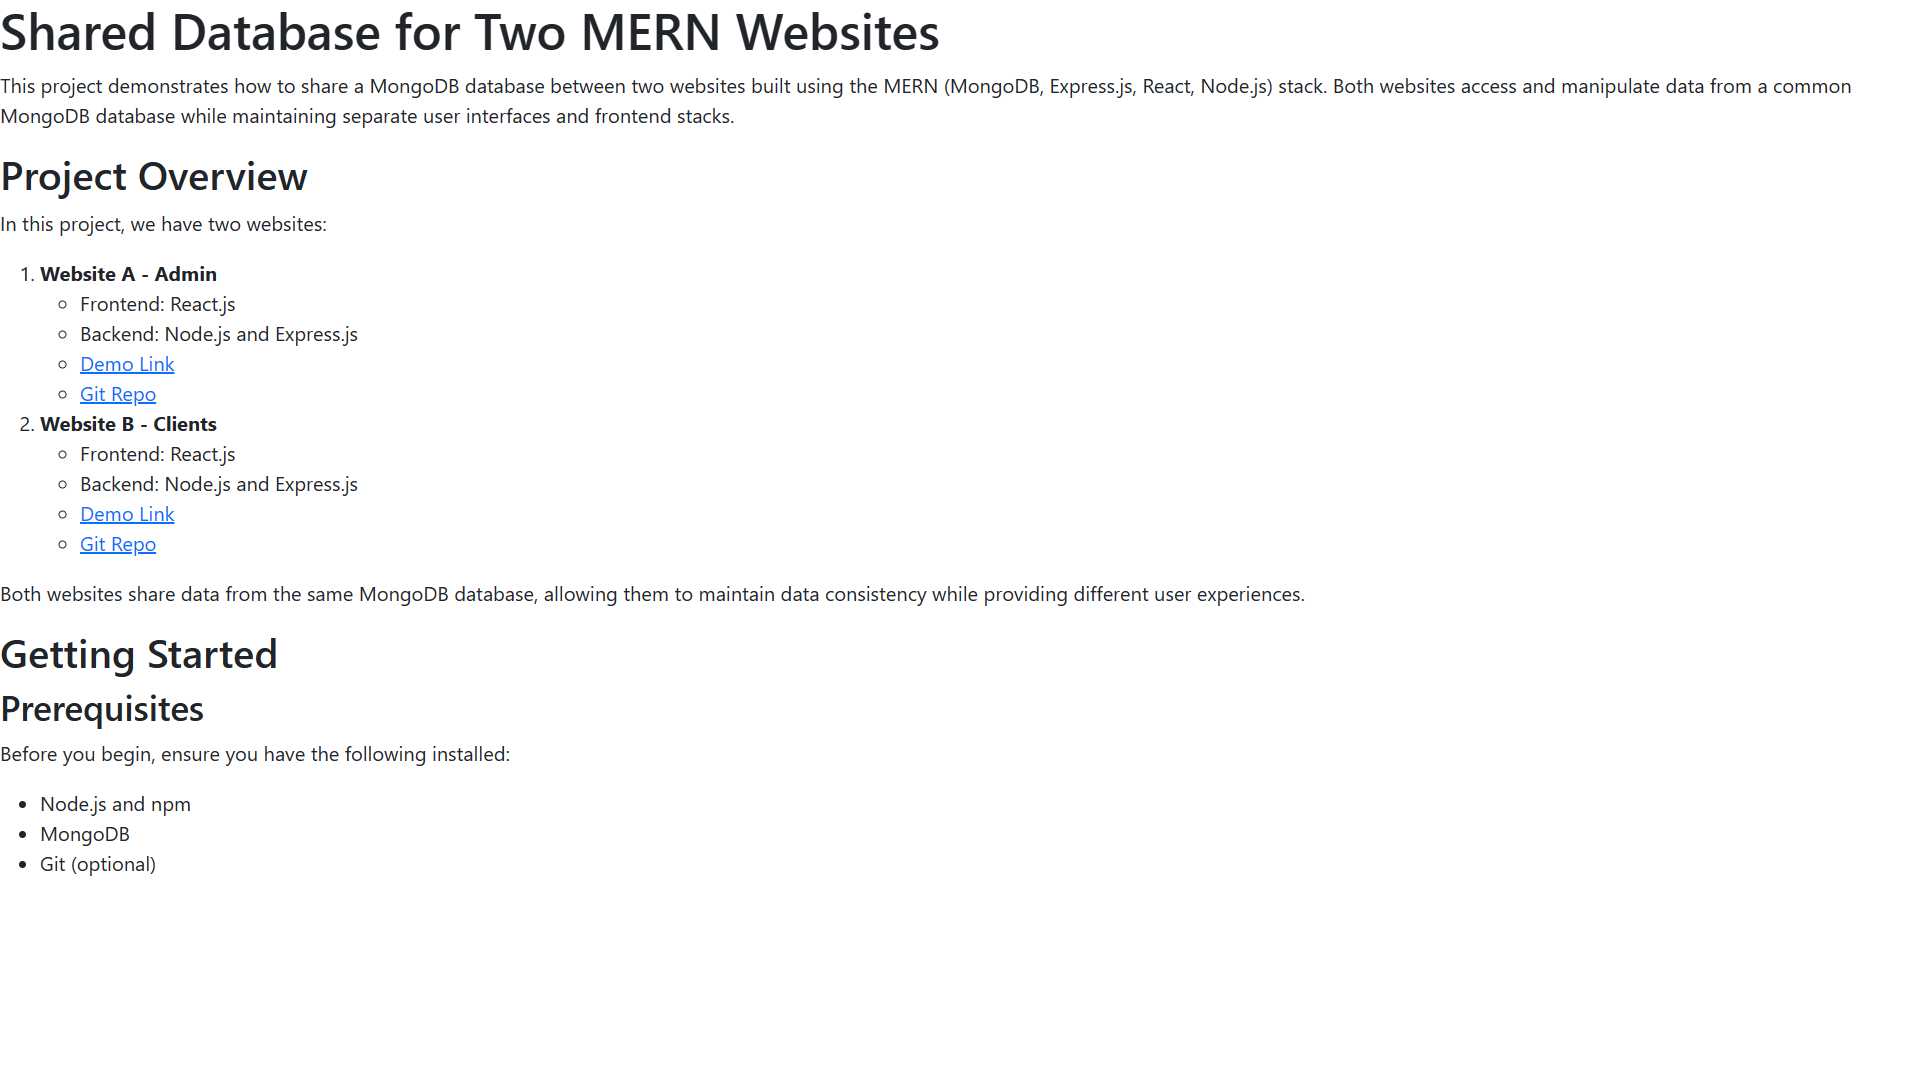 Shared Database for Two MERN Websites
This project demonstrates how to share a MongoDB database between two websites built using the MERN (MongoDB, Express.js, React, Node.js) stack. Both websites access and manipulate data from a common
MongoDB database while maintaining separate user interfaces and frontend stacks.
Project Overview
In this project, we have two websites:
1. Website A - Admin
Frontend: React.js
Backend: Node.js and Express.js
Demo Link
Git Repo
2. Website B - Clients
Frontend: React.js
Backend: Node.js and Express.js
Demo Link
Git Repo
Both websites share data from the same MongoDB database, allowing them to maintain data consistency while providing different user experiences.
Getting Started
Prerequisites
Before you begin, ensure you have the following installed:
Node.js and npm
MongoDB
Git (optional)